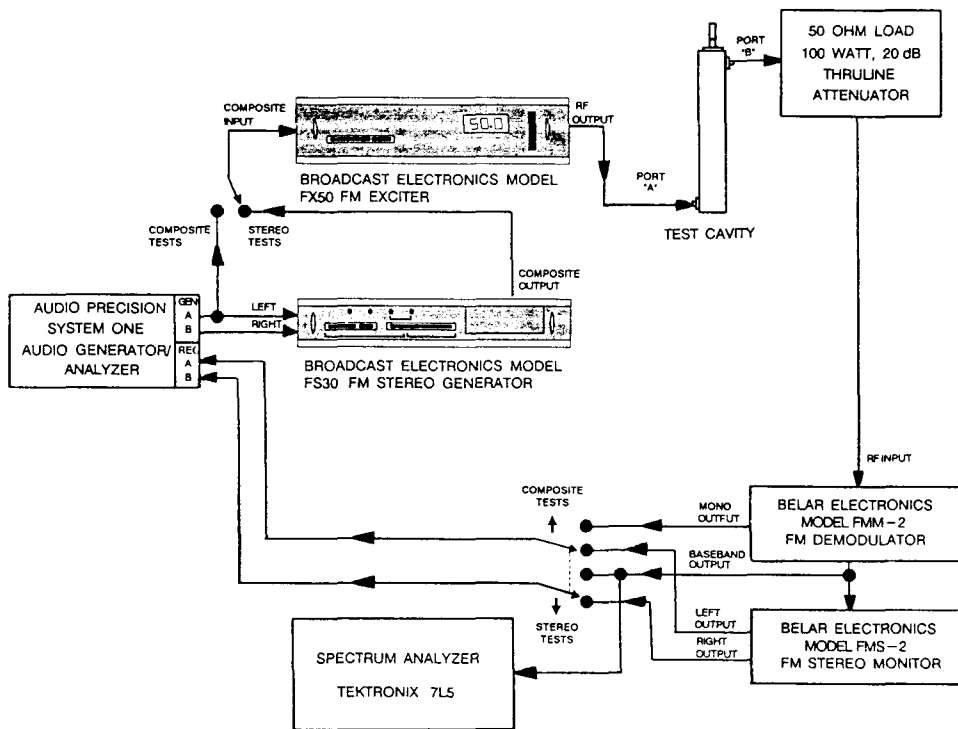 50 OHM LOAD
100 WATT, 20 dB
THRULINE
ATTENUATOR
PORT
"B"
COMPOSITE
INPUT
50.0
RF
OUTPUT
BROADCAST ELECTRONICS MODEL
FX50 FM EXCITER
PORT
"A"
TEST CAVITY
COMPOSITE
TESTS
STEREO
TESTS
COMPOSITE
OUTPUT
AUDIO PRECISION
SYSTEM ONE
AUDIO GENERATOR/
ANALYZER
GEN
A
B
REC
A
B
LEFT
RIGHT
BROADCAST ELECTRONICS MODEL
FS30 FM STEREO GENERATOR
RF INPUT
COMPOSITE
TESTS
MONO
OUTFUT
BELAR ELECTRONICS
MODEL FMM-2
FM DEMODULATOR
BASEBAND
OUTPUT
STEREO
TESTS
LEFT
OUTPUT
RIGHT
OUTPUT
BELAR ELECTRONICS
MODEL FMS-2
FM STEREO MONITOR
SPECTRUM ANALYZER
TEKTRONIX 7L5